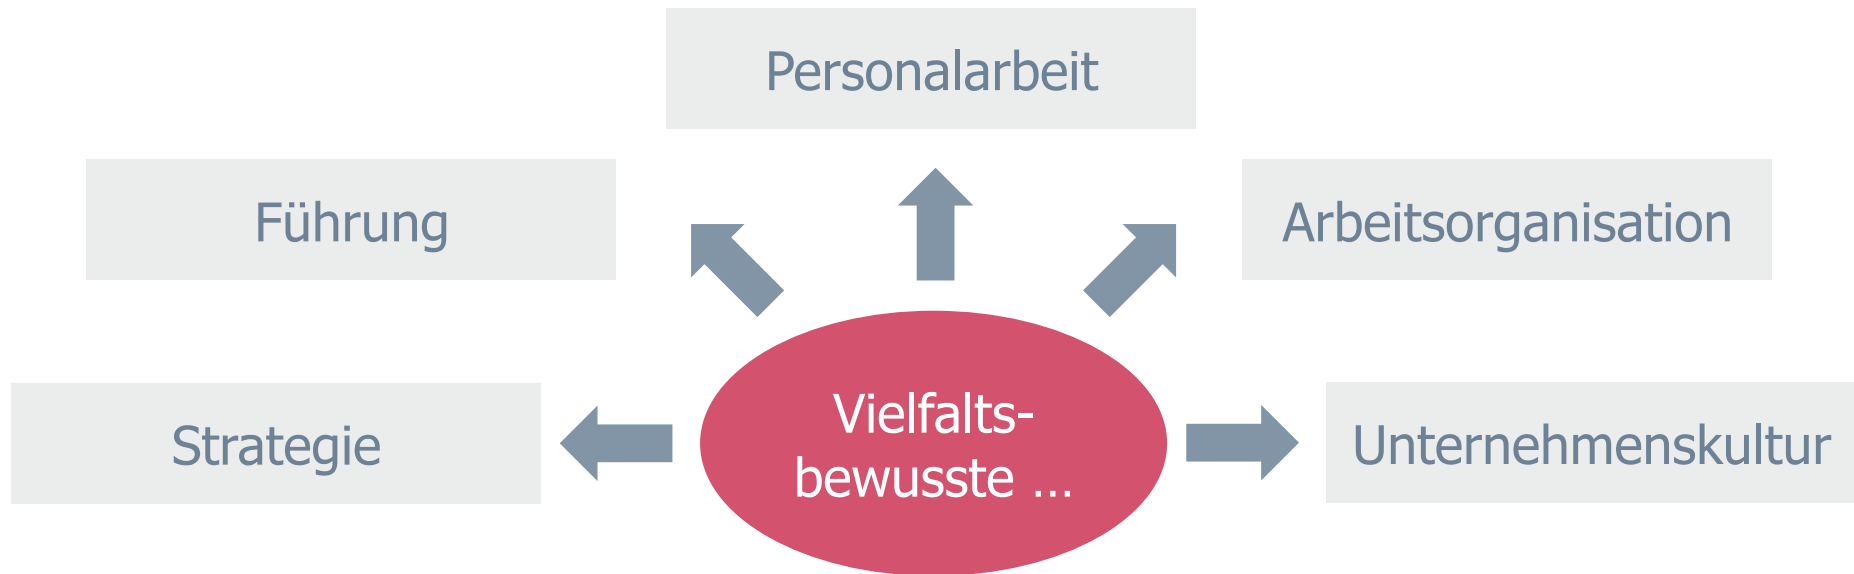 Personalarbeit
Führung
Arbeitsorganisation
Strategie
Vielfalts-
bewusste ...
Unternehmenskultur